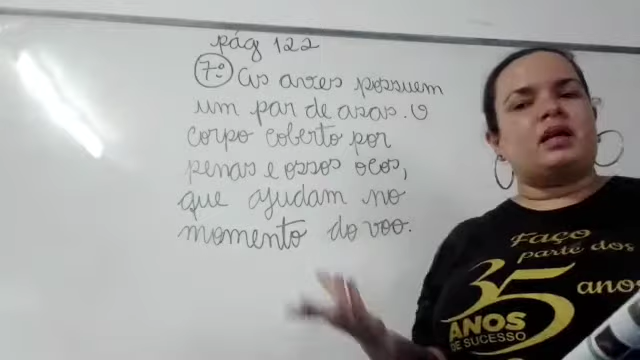 pág 122
7º As aves possuem
um par de asas. O
corpo coberto por
penas e ossos ocos,
que ajudam no
momento do voo.
Faço
parte dos
35 anos
ANOS
DE SUCESSO